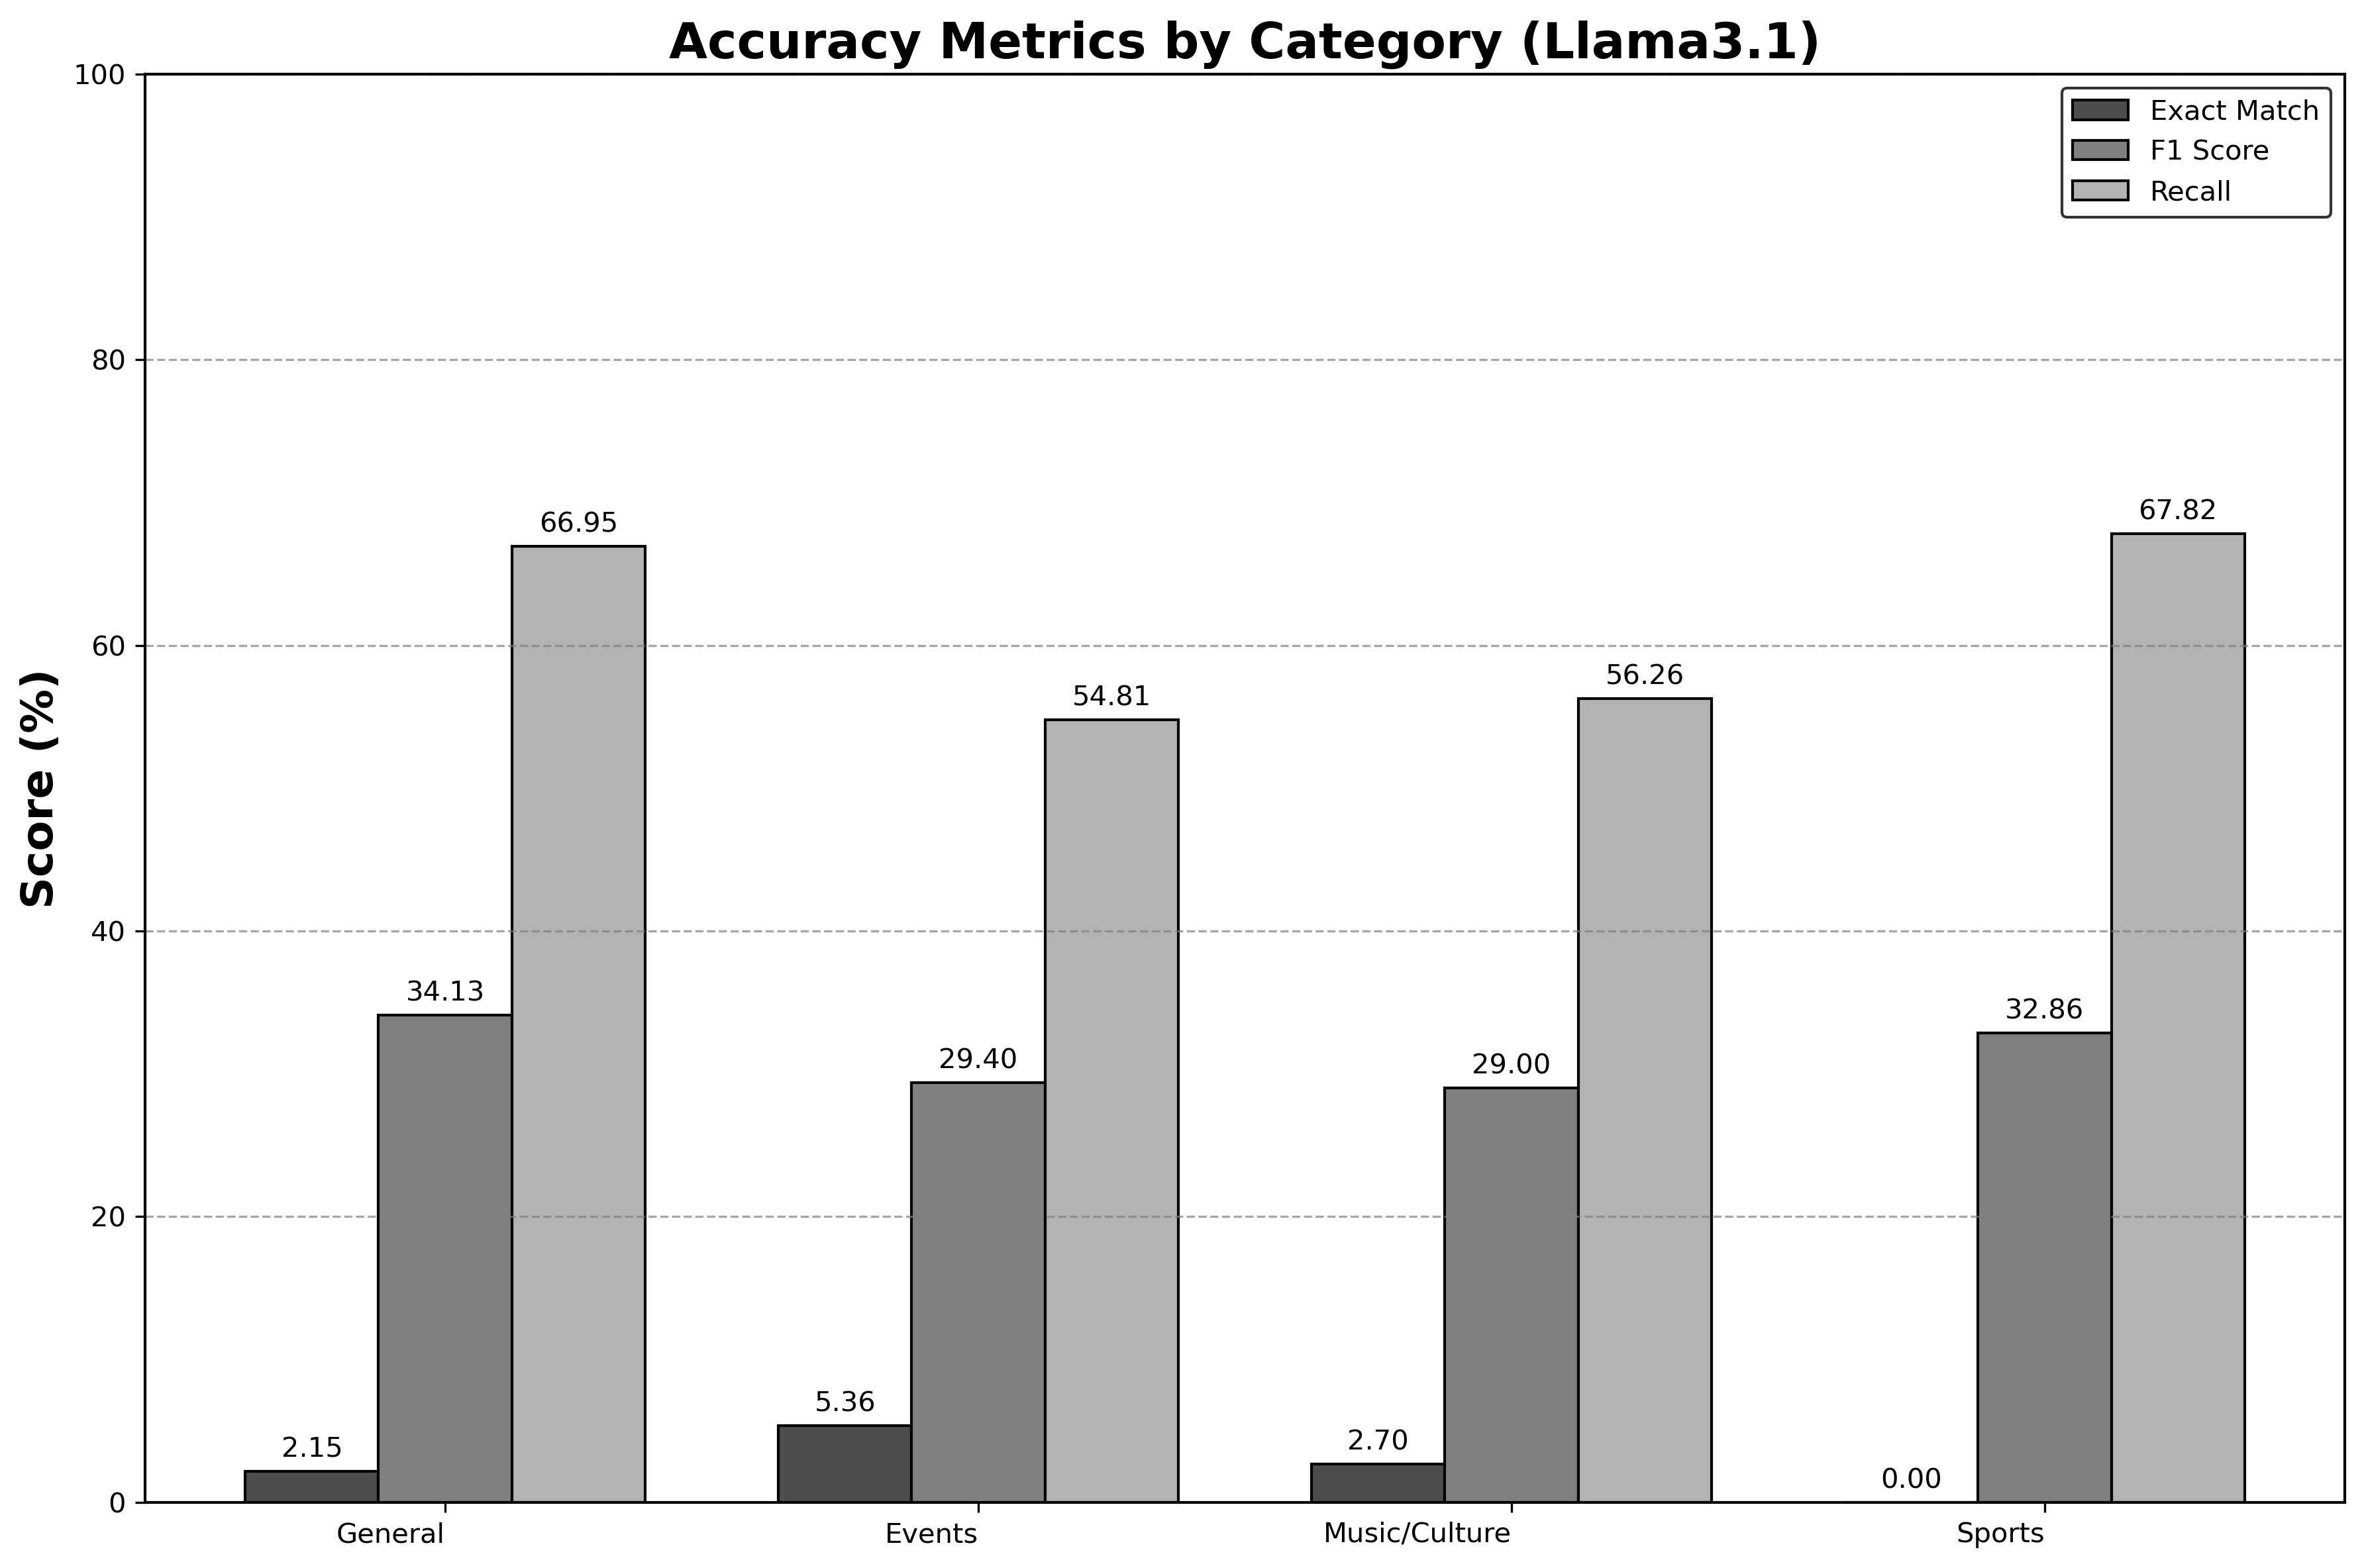 Accuracy Metrics by Category (Llama3.1)
Exact Match
F1 Score
Recall
Score (%)
100
80
60
40
20
0
2.15
34.13
66.95
5.36
29.40
54.81
2.70
29.00
56.26
0.00
32.86
67.82
General
Events
Music/Culture
Sports